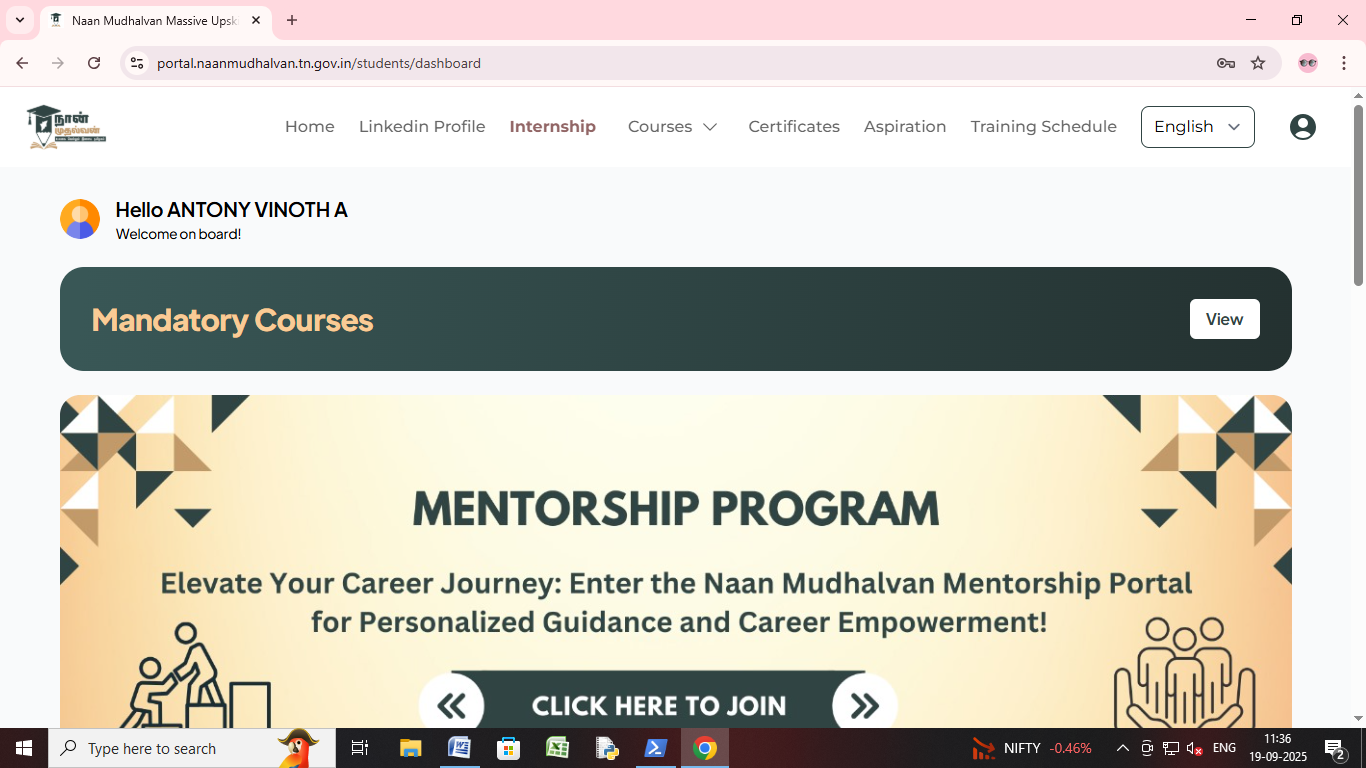 Naan Mudhalvan Massive Upsk
portal.naanmudhalvan.tn.gov.in/students/dashboard
நான்
முதல்வன்
Home Linkedin Profile Internship Courses Certificates Aspiration Training Schedule English
Hello ANTONY VINOTH A
Welcome on board!
Mandatory Courses
View
MENTORSHIP PROGRAM
Elevate Your Career Journey: Enter the Naan Mudhalvan Mentorship Portal
for Personalized Guidance and Career Empowerment!
CLICK HERE TO JOIN
Type here to search
NIFTY -0.46%
ENG
11:36
19-09-2025
2